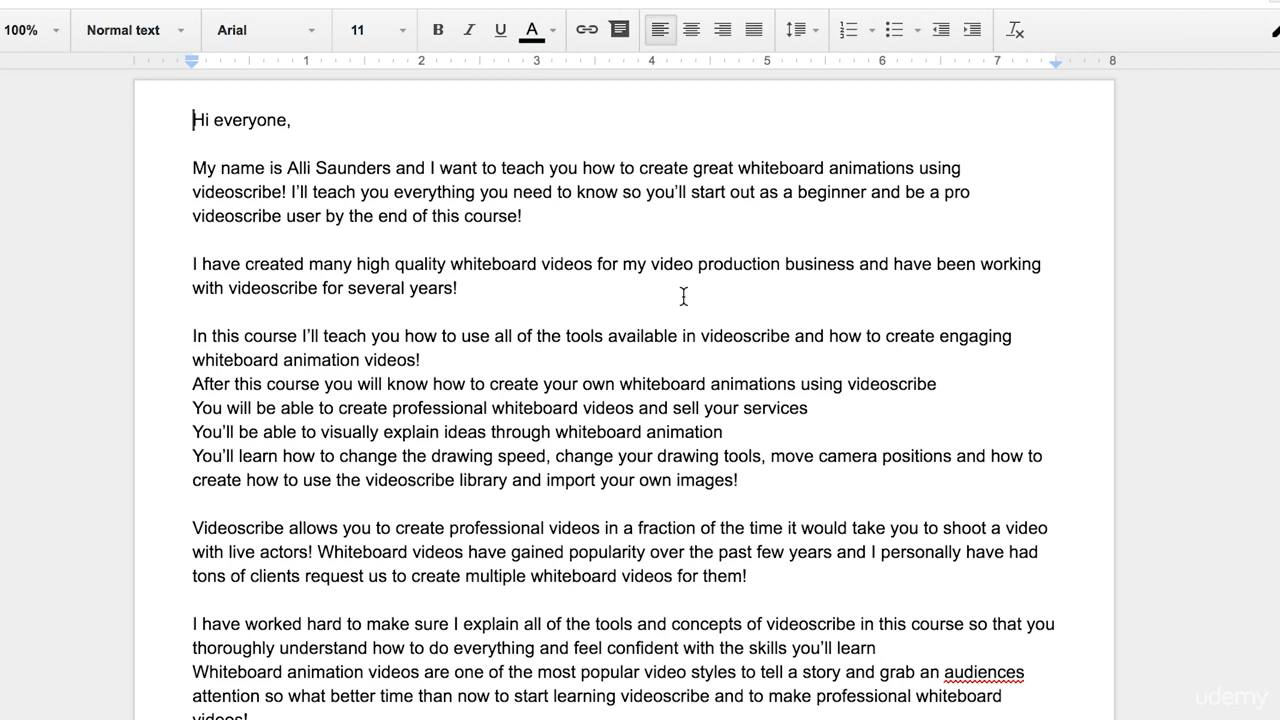 100% Normal text Arial 11 B I U A
1 2 3 4 5 6 7 8
Hi everyone,
My name is Alli Saunders and I want to teach you how to create great whiteboard animations using
videoscribe! I’ll teach you everything you need to know so you’ll start out as a beginner and be a pro
videoscribe user by the end of this course!
I have created many high quality whiteboard videos for my video production business and have been working
with videoscribe for several years!
In this course I’ll teach you how to use all of the tools available in videoscribe and how to create engaging
whiteboard animation videos!
After this course you will know how to create your own whiteboard animations using videoscribe
You will be able to create professional whiteboard videos and sell your services
You’ll be able to visually explain ideas through whiteboard animation
You’ll learn how to change the drawing speed, change your drawing tools, move camera positions and how to
create how to use the videoscribe library and import your own images!
Videoscribe allows you to create professional videos in a fraction of the time it would take you to shoot a video
with live actors! Whiteboard videos have gained popularity over the past few years and I personally have had
tons of clients request us to create multiple whiteboard videos for them!
I have worked hard to make sure I explain all of the tools and concepts of videoscribe in this course so that you
thoroughly understand how to do everything and feel confident with the skills you’ll learn
Whiteboard animation videos are one of the most popular video styles to tell a story and grab an audiences
attention so what better time than now to start learning videoscribe and to make professional whiteboard
videos!
udemy